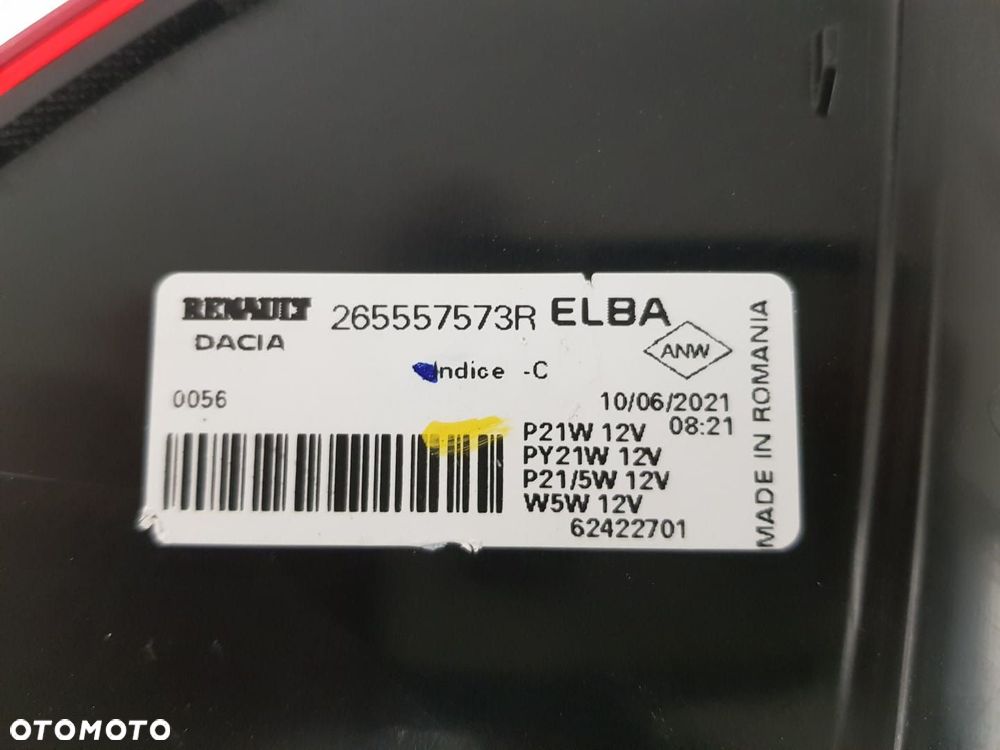 RENAULT 265557573R ELBA
DACIA
ANW
Indice -C
0056
10/06/2021
08:21
P21W 12V
PY21W 12V
P21/5W 12V
W5W 12V
62422701
MADE IN ROMANIA
OTOMOTO